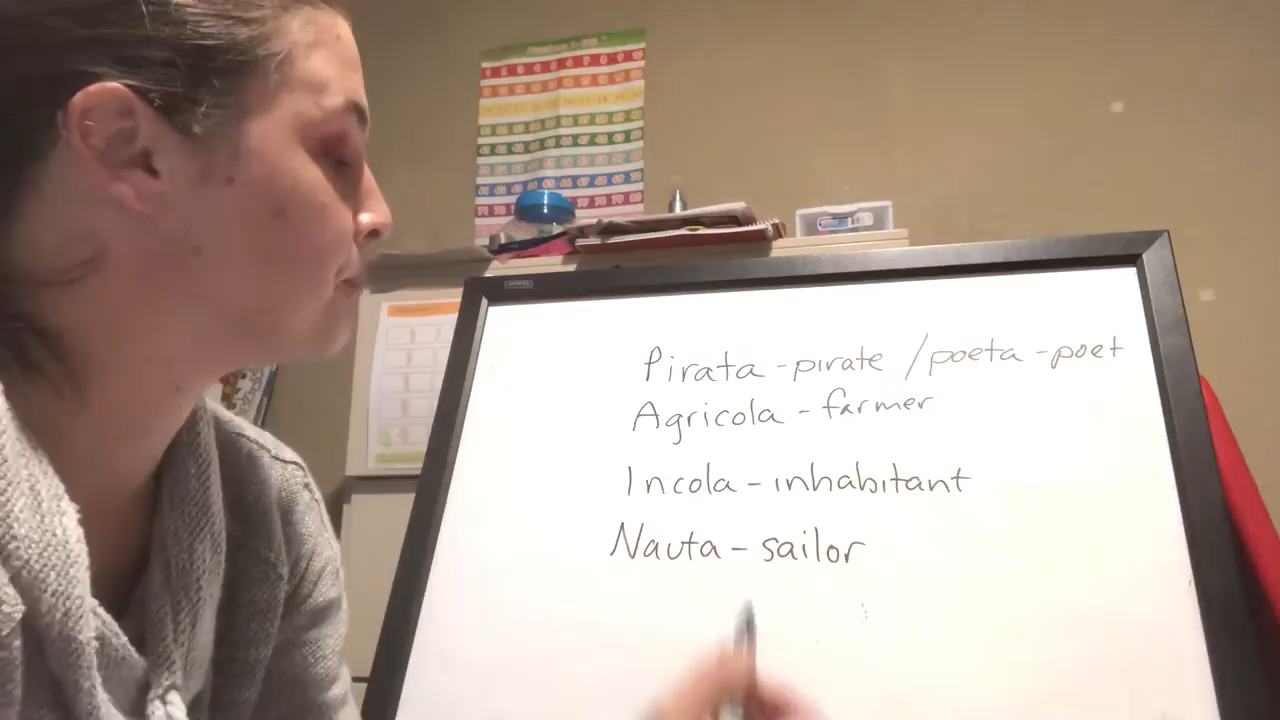 Pirata - pirate / poeta - poet
Agricola - farmer
Incola - inhabitant
Nauta - sailor